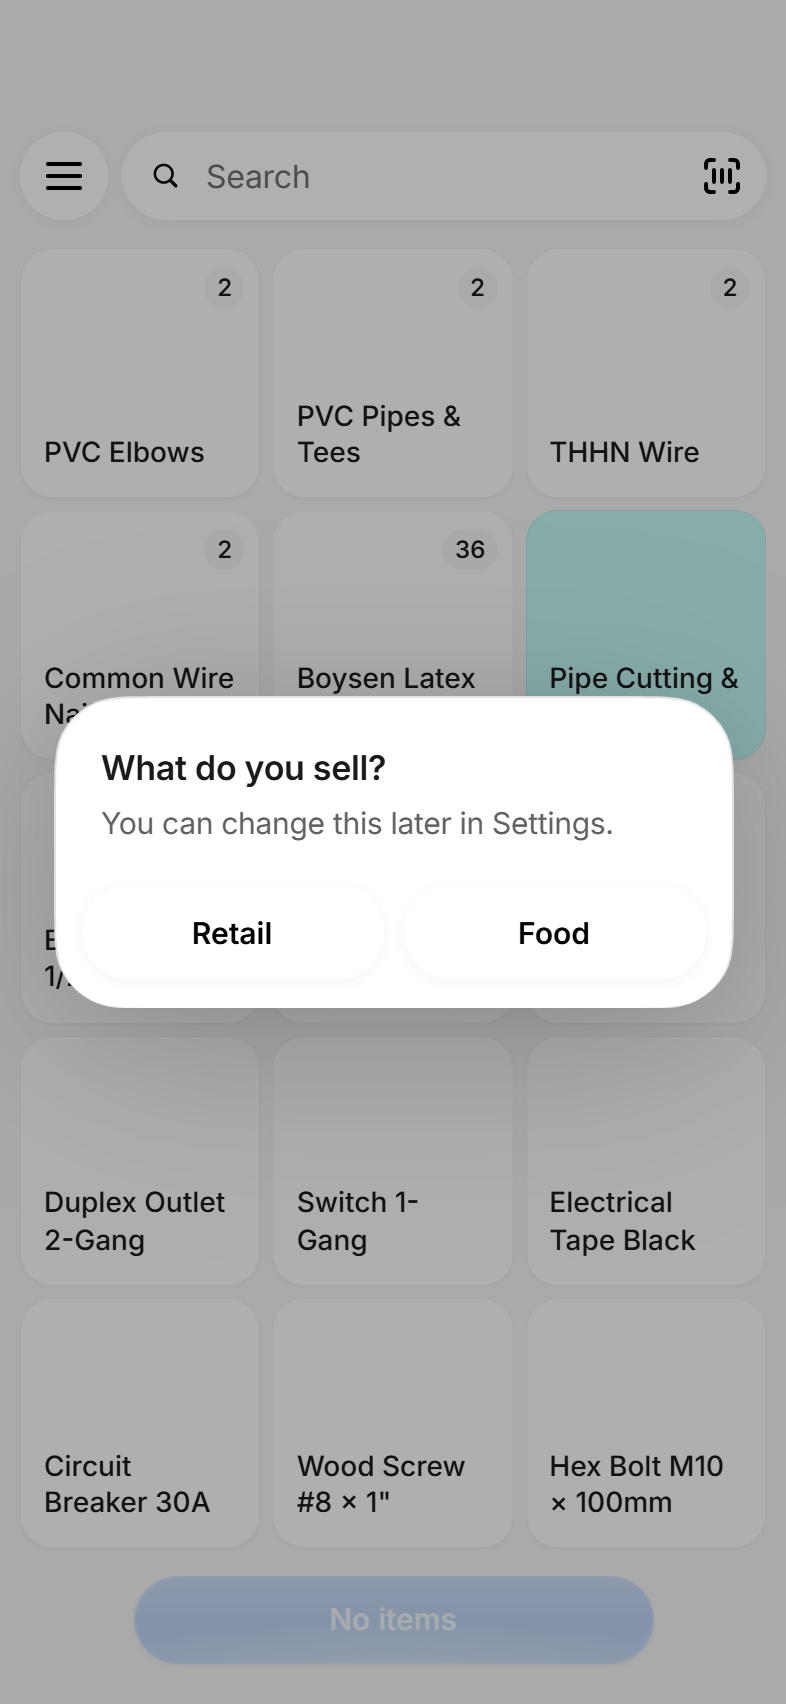 Search
2
2
2
PVC Elbows
PVC Pipes &
Tees
THHN Wire
2
36
Common Wire
Boysen Latex
Pipe Cutting &
What do you sell?
You can change this later in Settings.
Retail
Food
Duplex Outlet
2-Gang
Switch 1-
Gang
Electrical
Tape Black
Circuit
Breaker 30A
Wood Screw
#8 × 1"
Hex Bolt M10
× 100mm
No items